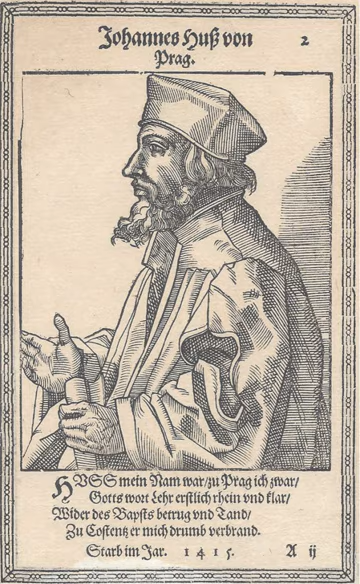 Johannes Huß von
2
Prag.
HVSS mein Nam war/zu Prag ich zwar/
Gotts wort Lehr erstlich rhein vnd klar/
Wider des Bapsts betrug vnd Tand/
Zu Costentz er mich drumb verbrand.
Starb im Jar. 1415. A ij